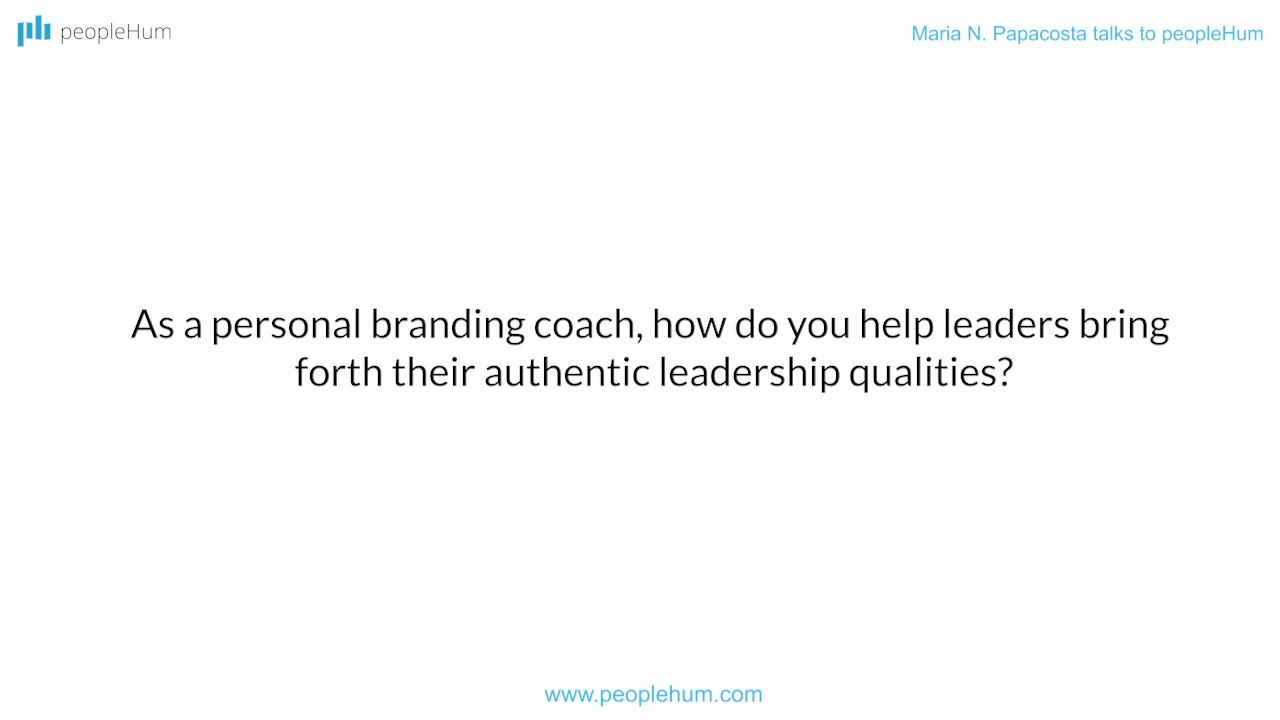 peopleHum
Maria N. Papacosta talks to peopleHum
As a personal branding coach, how do you help leaders bring
forth their authentic leadership qualities?
www.peoplehum.com